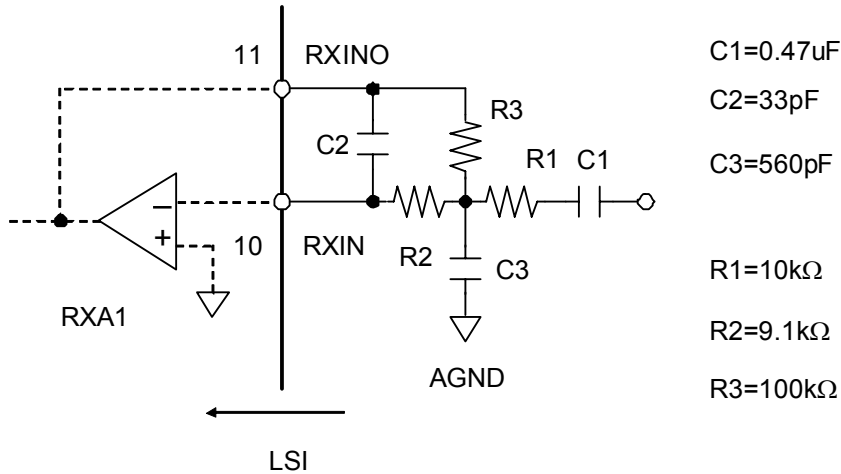 11 RXINO
C1=0.47uF
C2=33pF
R3
C2
R1 C1
C3=560pF
−
+
10 RXIN
R2
C3
R1=10kΩ
RXA1
R2=9.1kΩ
AGND
R3=100kΩ
LSI